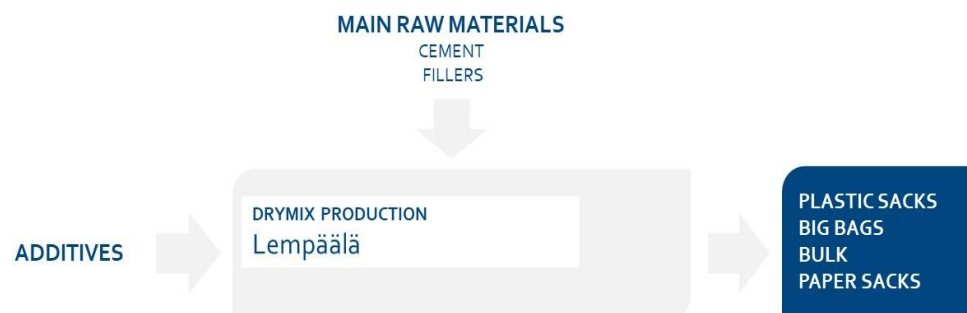 MAIN RAW MATERIALS
CEMENT
FILLERS
DRYMIX PRODUCTION
Lempäälä
ADDITIVES
PLASTIC SACKS
BIG BAGS
BULK
PAPER SACKS